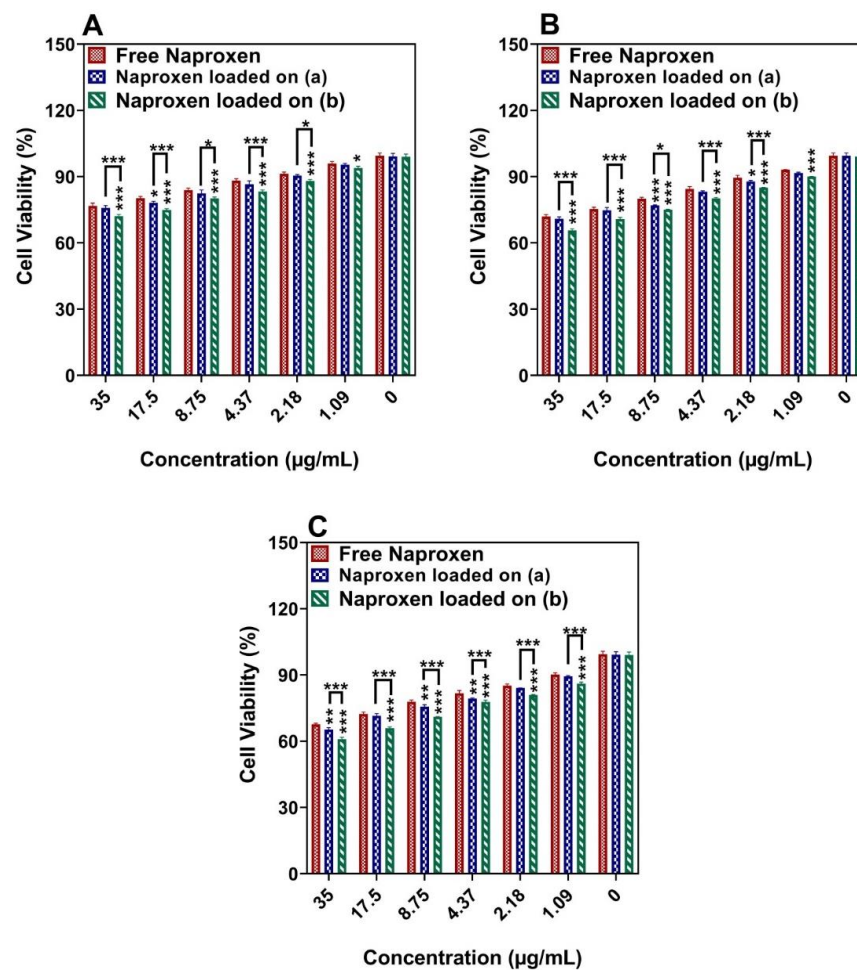 A
Free Naproxen
Naproxen loaded on (a)
Naproxen loaded on (b)
Cell Viability (%)
150
120
90
60
30
0
*** *** * *** *
*** * *** *** *** *** *
35 17.5 8.75 4.37 2.18 1.09 0
Concentration (µg/mL)
B
Free Naproxen
Naproxen loaded on (a)
Naproxen loaded on (b)
Cell Viability (%)
150
120
90
60
30
0
*** *** * *** ***
*** *** *** *** *** * *** ***
35 17.5 8.75 4.37 2.18 1.09 0
Concentration (µg/mL)
C
Free Naproxen
Naproxen loaded on (a)
Naproxen loaded on (b)
Cell Viability (%)
150
120
90
60
30
0
*** *** *** *** *** ***
** *** *** ** *** ** *** *** ***
35 17.5 8.75 4.37 2.18 1.09 0
Concentration (µg/mL)